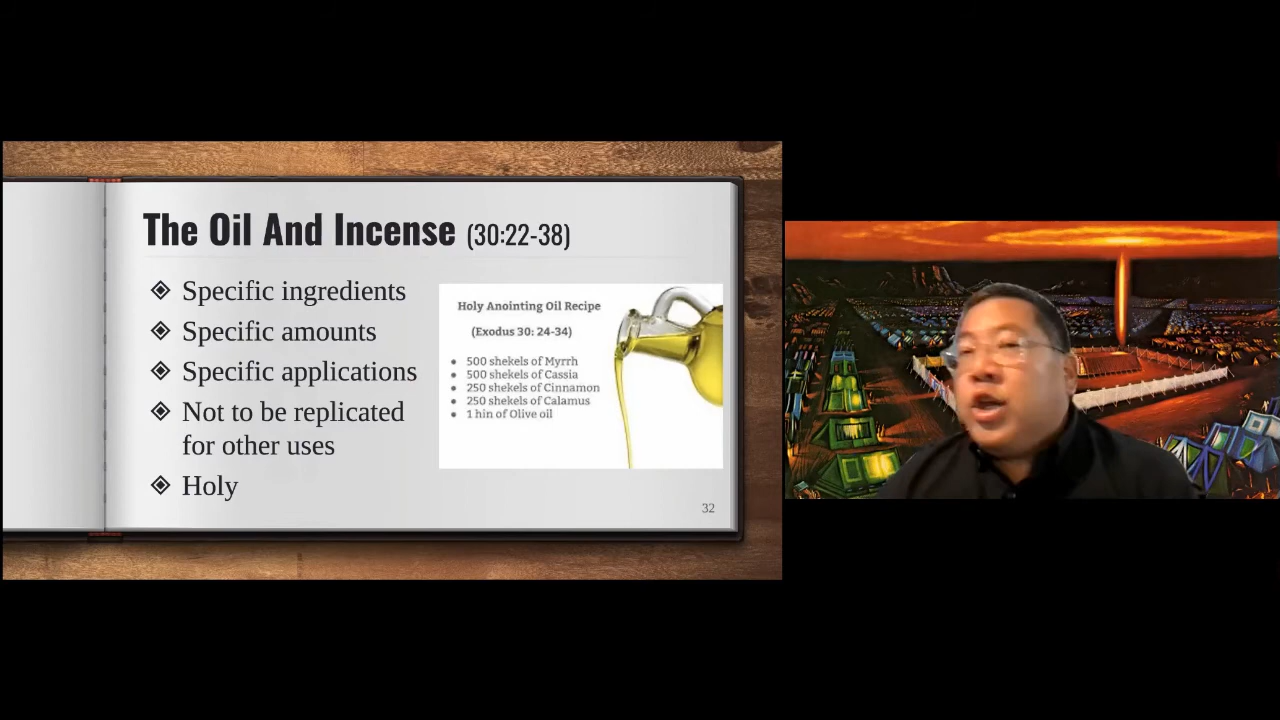 The Oil And Incense (30:22-38)
Specific ingredients
Specific amounts
Specific applications
Not to be replicated
for other uses
Holy
Holy Anointing Oil Recipe
(Exodus 30: 24-34)
500 shekels of Myrrh
500 shekels of Cassia
250 shekels of Cinnamon
250 shekels of Calamus
1 hin of Olive oil
32